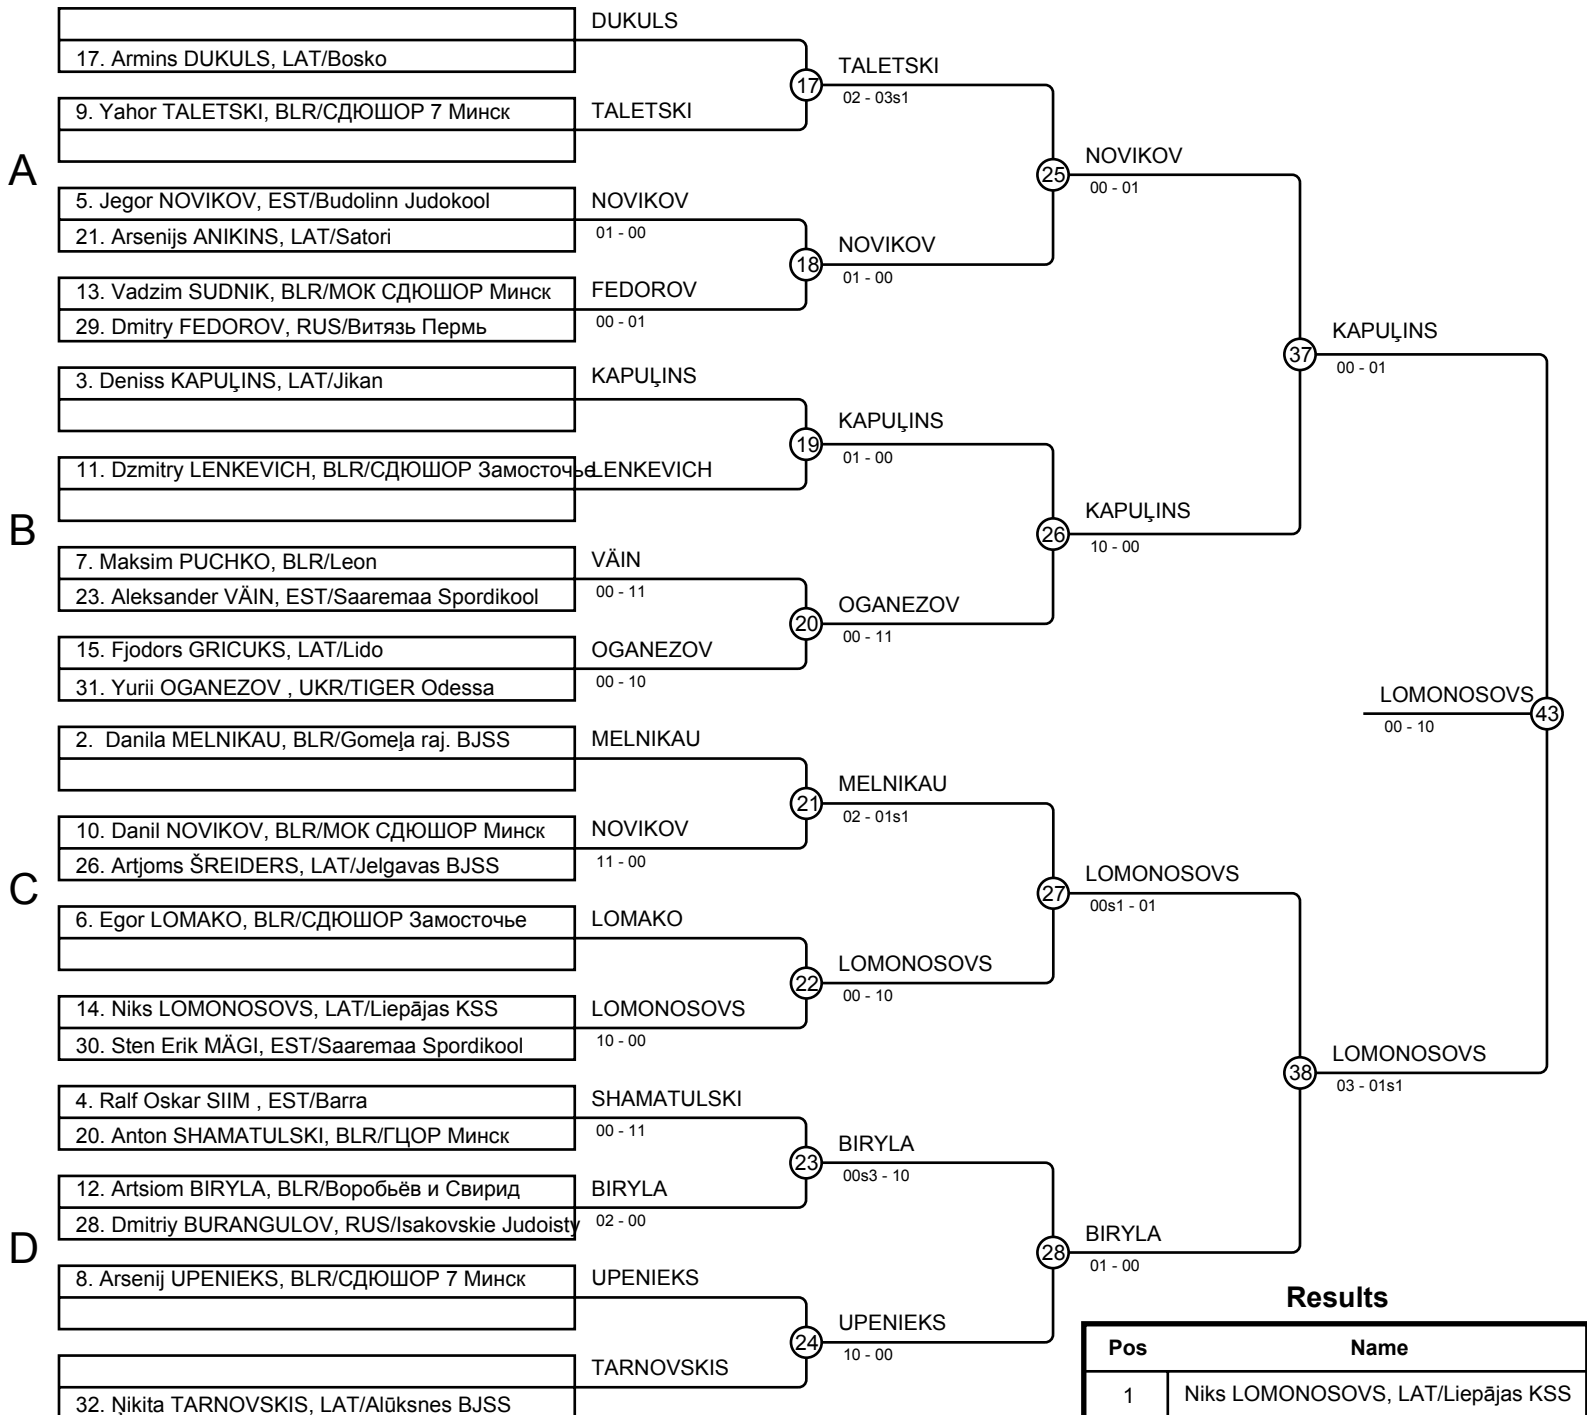 DUKULS
17. Armins DUKULS, LAT/Bosko
TALETSKI
17
02 - 03s1
9. Yahor TALETSKI, BLR/СДЮШОР 7 Минск
TALETSKI
A
NOVIKOV
25
00 - 01
5. Jegor NOVIKOV, EST/Budolinn Judokool
NOVIKOV
21. Arsenijs ANIKINS, LAT/Satori
01 - 00
NOVIKOV
18
01 - 00
13. Vadzim SUDNIK, BLR/МОК СДЮШОР Минск
FEDOROV
29. Dmitry FEDOROV, RUS/Витязь Пермь
00 - 01
KAPUĻINS
37
00 - 01
3. Deniss KAPUĻINS, LAT/Jikan
KAPUĻINS
KAPUĻINS
19
01 - 00
11. Dzmitry LENKEVICH, BLR/СДЮШОР Замосточье
LENKEVICH
B
KAPUĻINS
26
10 - 00
7. Maksim PUCHKO, BLR/Leon
VÄIN
23. Aleksander VÄIN, EST/Saaremaa Spordikool
00 - 11
OGANEZOV
20
00 - 11
15. Fjodors GRICUKS, LAT/Lido
OGANEZOV
31. Yurii OGANEZOV , UKR/TIGER Odessa
00 - 10
LOMONOSOVS
43
00 - 10
2. Danila MELNIKAU, BLR/Gomeļa raj. BJSS
MELNIKAU
MELNIKAU
21
02 - 01s1
10. Danil NOVIKOV, BLR/МОК СДЮШОР Минск
NOVIKOV
26. Artjoms ŠREIDERS, LAT/Jelgavas BJSS
11 - 00
C
LOMONOSOVS
27
00s1 - 01
6. Egor LOMAKO, BLR/СДЮШОР Замосточье
LOMAKO
LOMONOSOVS
22
00 - 10
14. Niks LOMONOSOVS, LAT/Liepājas KSS
LOMONOSOVS
30. Sten Erik MÄGI, EST/Saaremaa Spordikool
10 - 00
LOMONOSOVS
38
03 - 01s1
4. Ralf Oskar SIIM , EST/Barra
SHAMATULSKI
20. Anton SHAMATULSKI, BLR/ГЦОР Минск
00 - 11
BIRYLA
23
00s3 - 10
12. Artsiom BIRYLA, BLR/Воробьёв и Свирид
BIRYLA
28. Dmitriy BURANGULOV, RUS/Isakovskie Judoisty
02 - 00
D
BIRYLA
28
01 - 00
8. Arsenij UPENIEKS, BLR/СДЮШОР 7 Минск
UPENIEKS
UPENIEKS
24
10 - 00
TARNOVSKIS
32. Ņikita TARNOVSKIS, LAT/Alūksnes BJSS
Results
Pos Name
1 Niks LOMONOSOVS, LAT/Liepājas KSS